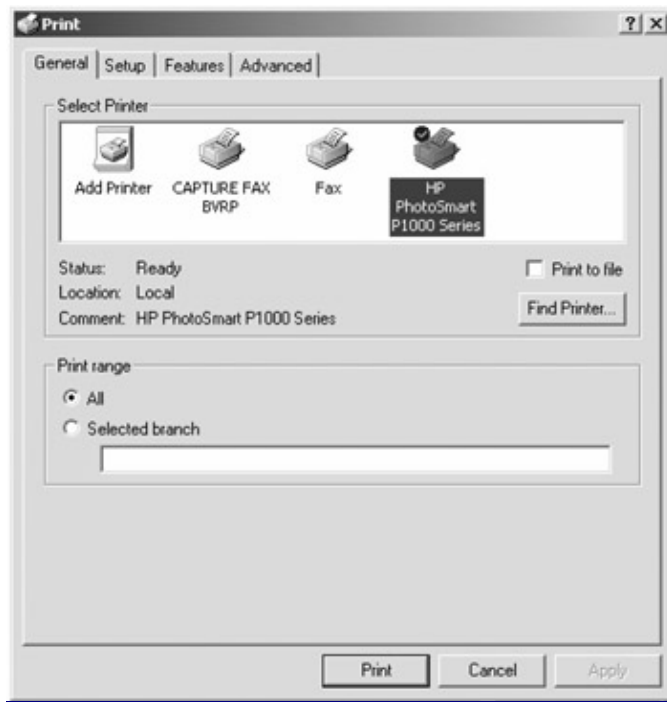 Print
General Setup Features Advanced
Select Printer
Add Printer CAPTURE FAX BVRP Fax HP PhotoSmart P1000 Series
Status: Ready
Print to file
Location: Local
Find Printer...
Comment: HP PhotoSmart P1000 Series
Print range
All
Selected branch
Print Cancel Apply